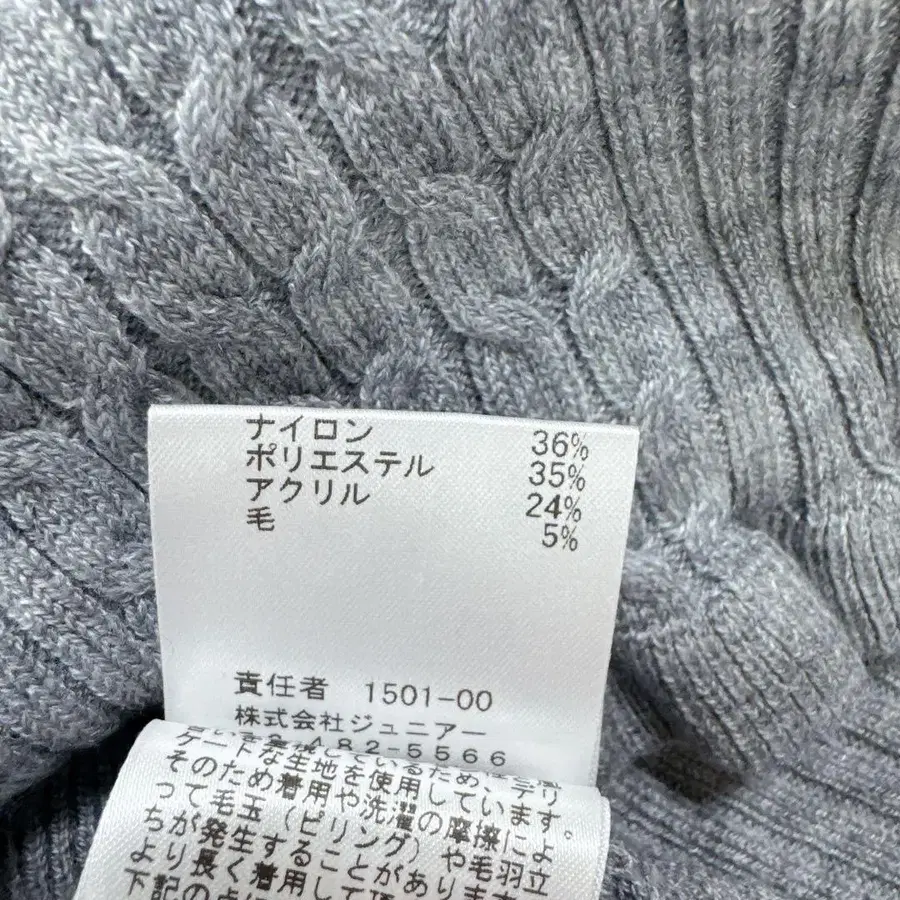 ナイロン 36%
ポリエステル 35%
アクリル 24%
毛 5%
責任者 1501-00
株式会社ジュニアー
482-5566
ケートな生地を使用しています。
そのため着用や洗濯の摩擦によ
って毛玉(ピリング)や毛羽立
ちが発生することがあります
より長く着用して頂
下記の点